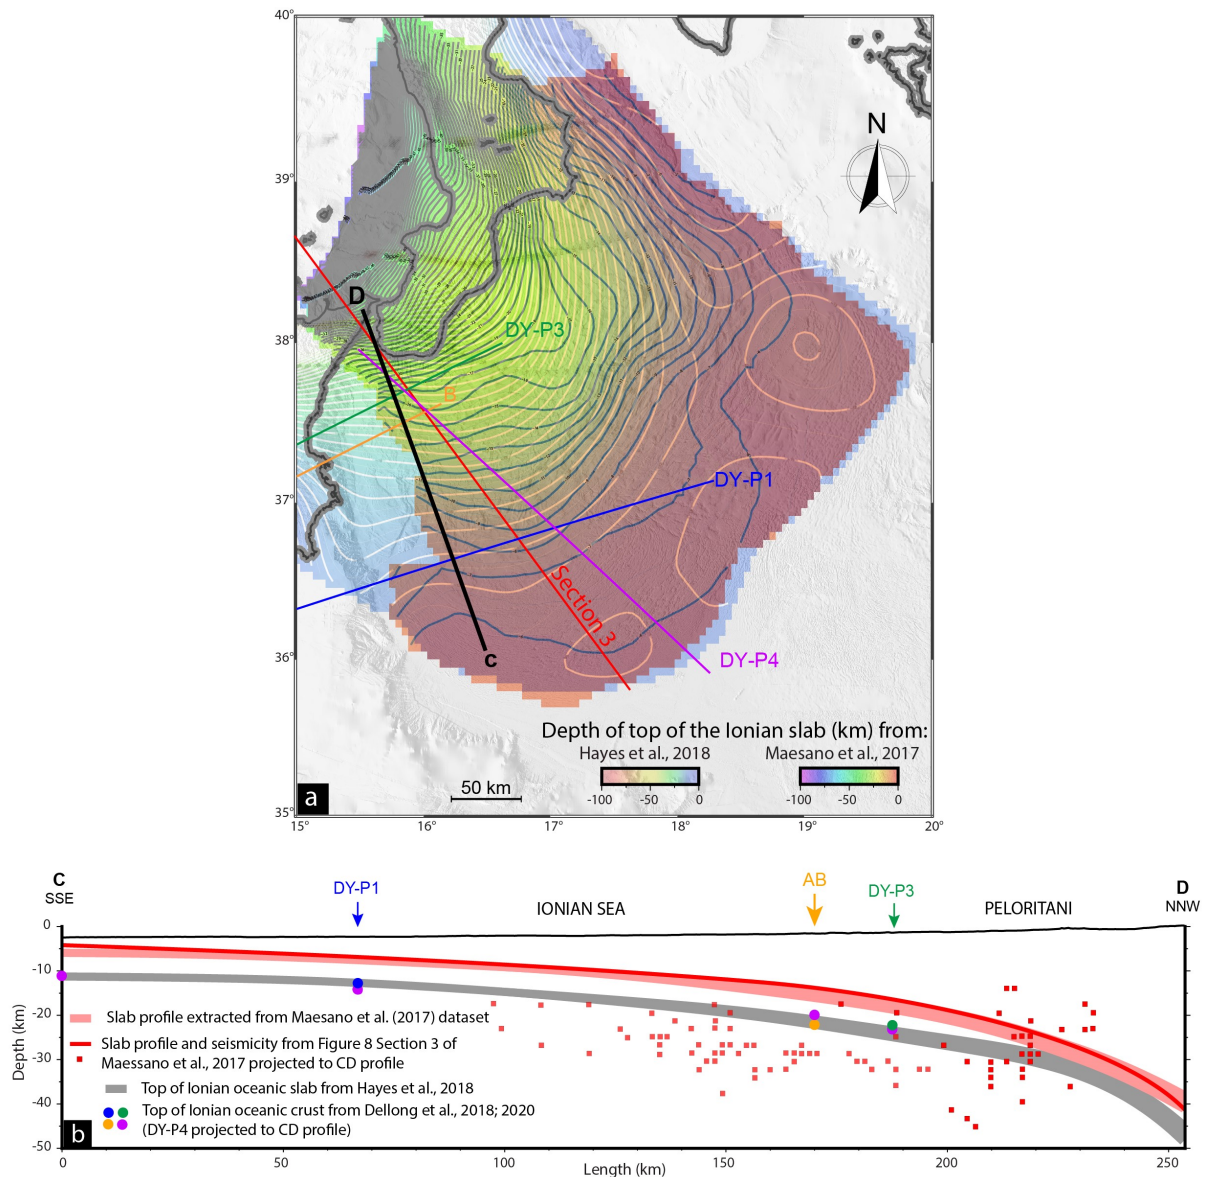 40°
39°
38°
37°
36°
35°
15°
16°
17°
18°
19°
20°
N
D
DY-P3
B
DY-P1
Section 3
C
DY-P4
Depth of top of the Ionian slab (km) from:
Hayes et al., 2018
Maesano et al., 2017
-100 -50 0
-100 -50 0
50 km
a
C
SSE
DY-P1
IONIAN SEA
AB
DY-P3
PELORITANI
D
NNW
0
-10
-20
-30
-40
-50
Depth (km)
Slab profile extracted from Maesano et al. (2017) dataset
Slab profile and seismicity from Figure 8 Section 3 of
Maessano et al., 2017 projected to CD profile
Top of Ionian oceanic slab from Hayes et al., 2018
Top of Ionian oceanic crust from Dellong et al., 2018; 2020
(DY-P4 projected to CD profile)
b
0 50 100 150 200 250
Length (km)